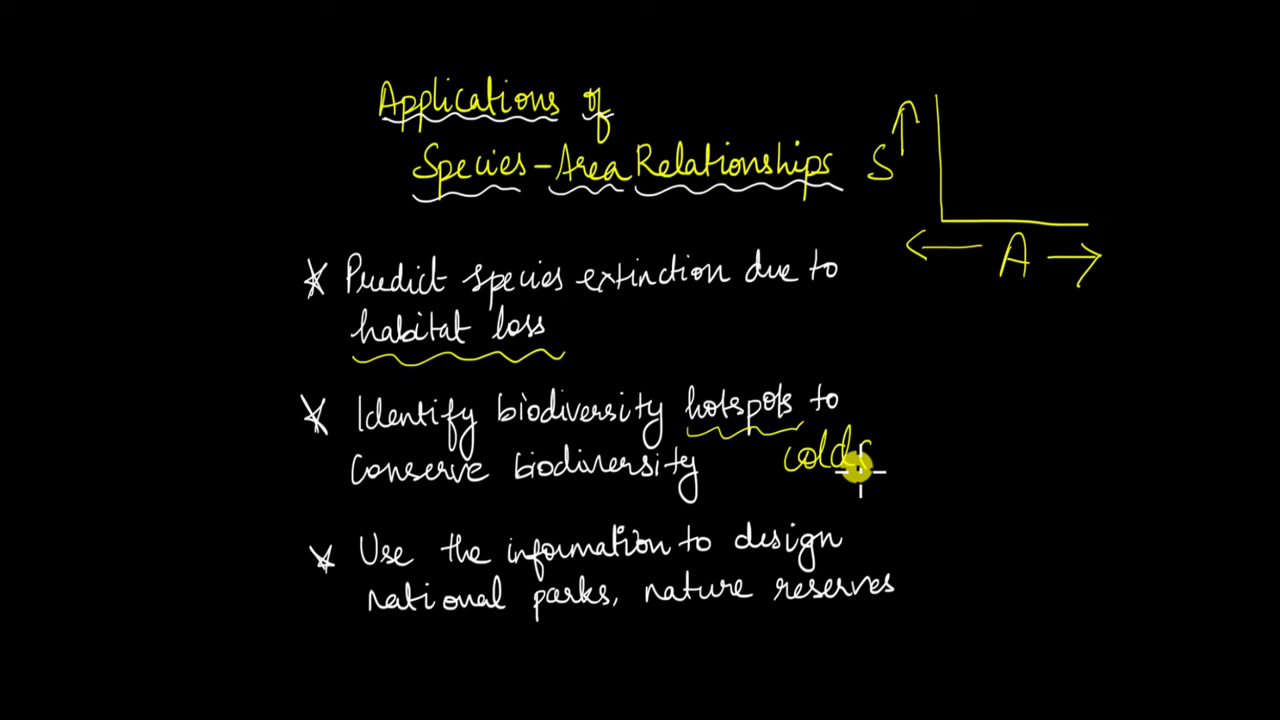 Applications of
Species-Area Relationships
S
A
* Predict species extinction due to
habitat loss
* Identify biodiversity hotspots to
conserve biodiversity
colds
* Use the information to design
national parks, nature reserves